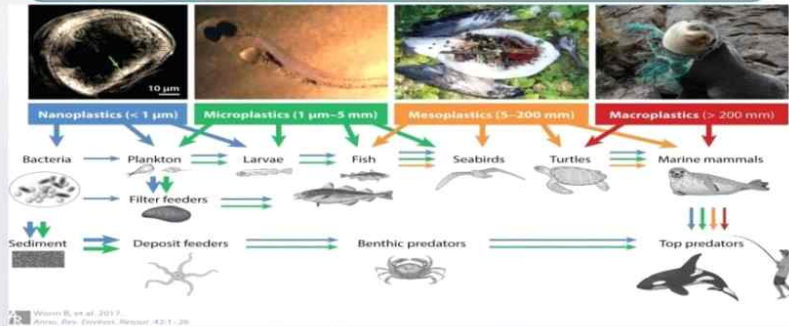 10 µm
Nanoplastics (< 1 µm) Microplastics (1 µm–5 mm) Mesoplastics (5–200 mm) Macroplastics (> 200 mm)
Bacteria Plankton Larvae Fish Seabirds Turtles Marine mammals
Filter feeders
Sediment Deposit feeders Benthic predators Top predators
AR Worm B, et al. 2017.
Annu. Rev. Environ. Resour. 42:1–26